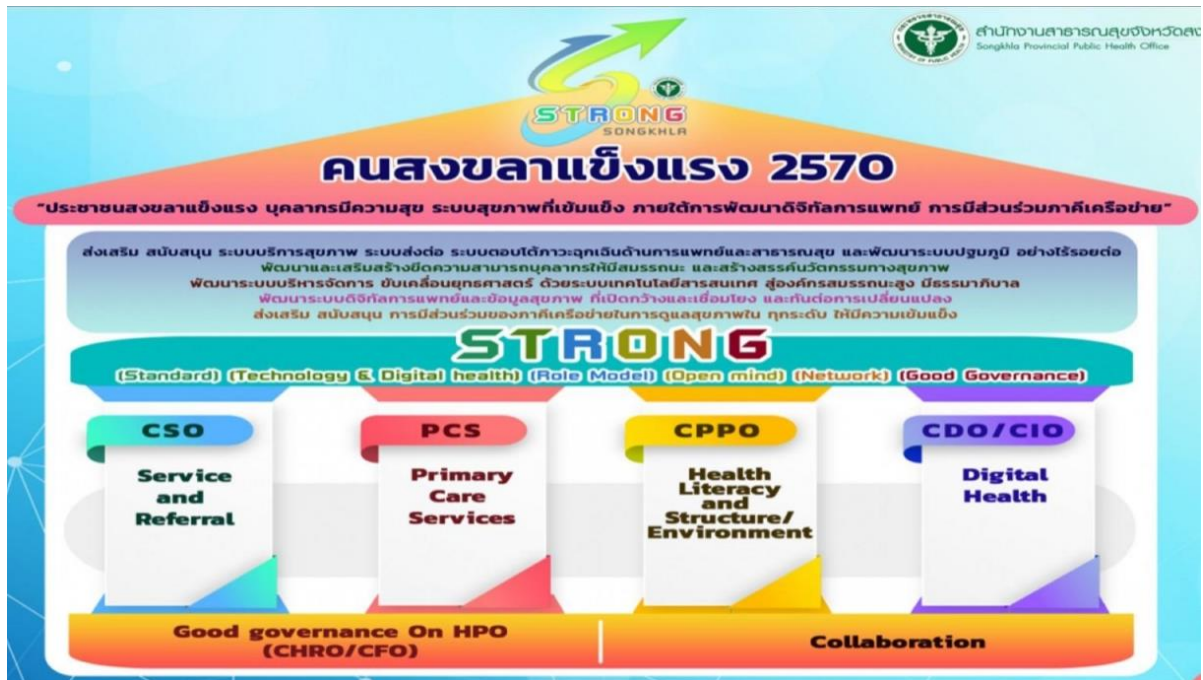 สำนักงานสาธารณสุขจังหวัดสง
Songkhla Provincial Public Health Office
STRONG
SONGKHLA
คนสงขลาแข็งแรง 2570
"ประชาชนสงขลาแข็งแรง บุคลากรมีความสุข ระบบสุขภาพที่เข้มแข็ง ภายใต้การพัฒนาดิจิทัลการแพทย์ การมีส่วนร่วมภาคีเครือข่าย"
ส่งเสริม สนับสนุน ระบบบริการสุขภาพ ระบบส่งต่อ ระบบตอบโต้ภาวะฉุกเฉินด้านการแพทย์และสาธารณสุข และพัฒนาระบบปฐมภูมิ อย่างไร้รอยต่อ
พัฒนาและเสริมสร้างขีดความสามารถบุคลากรให้มีสมรรถนะ และสร้างสรรค์นวัตกรรมทางสุขภาพ
พัฒนาระบบบริหารจัดการ ขับเคลื่อนยุทธศาสตร์ ด้วยระบบเทคโนโลยีสารสนเทศ สู่องค์กรสมรรถนะสูง มีธรรมาภิบาล
พัฒนาระบบดิจิทัลการแพทย์และข้อมูลสุขภาพ ที่เปิดกว้างและเชื่อมโยง และทันต่อการเปลี่ยนแปลง
ส่งเสริม สนับสนุน การมีส่วนร่วมของภาคีเครือข่ายในการดูแลสุขภาพใน ทุกระดับ ให้มีความเข้มแข็ง
STRONG
(Standard) (Technology & Digital health) (Role Model) (Open mind) (Network) (Good Governance)
CSO
Service
and
Referral
PCS
Primary
Care
Services
CPPO
Health
Literacy
and
Structure/
Environment
CDO/CIO
Digital
Health
Good governance On HPO
(CHRO/CFO)
Collaboration